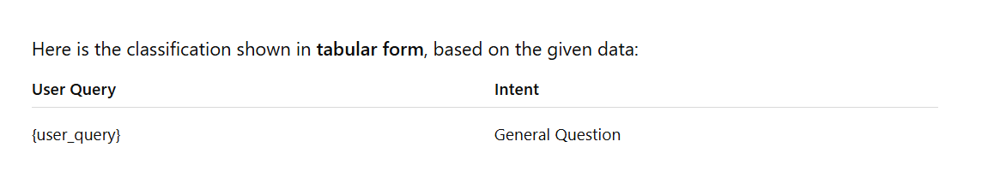 Here is the classification shown in tabular form, based on the given data:
User Query Intent
{user_query} General Question